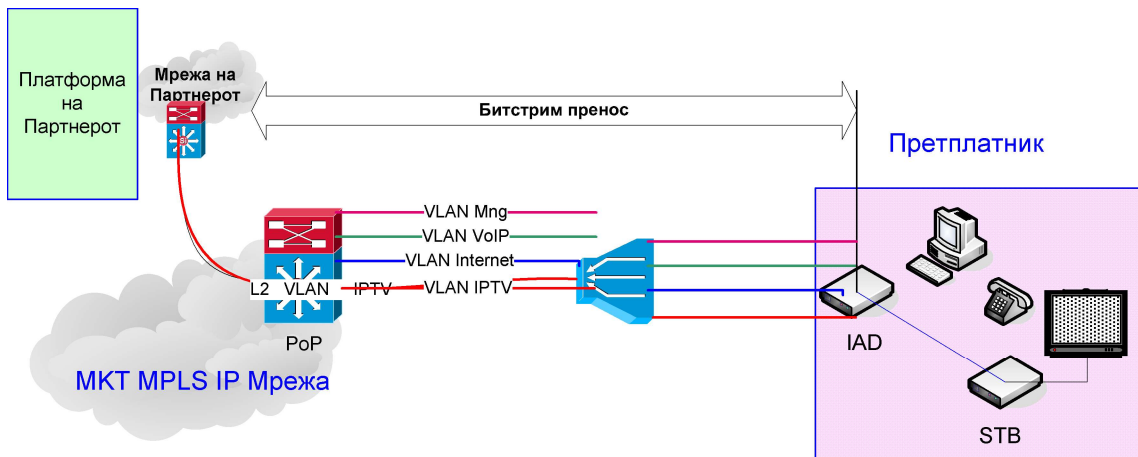 Платформа
на
Партнерот
Мрежа на
Партнерот
Битстрим пренос
Претплатник
VLAN Mng
VLAN VoIP
VLAN Internet
L2 VLAN IPTV
VLAN IPTV
PoP
MKT MPLS IP Мрежа
IAD
STB